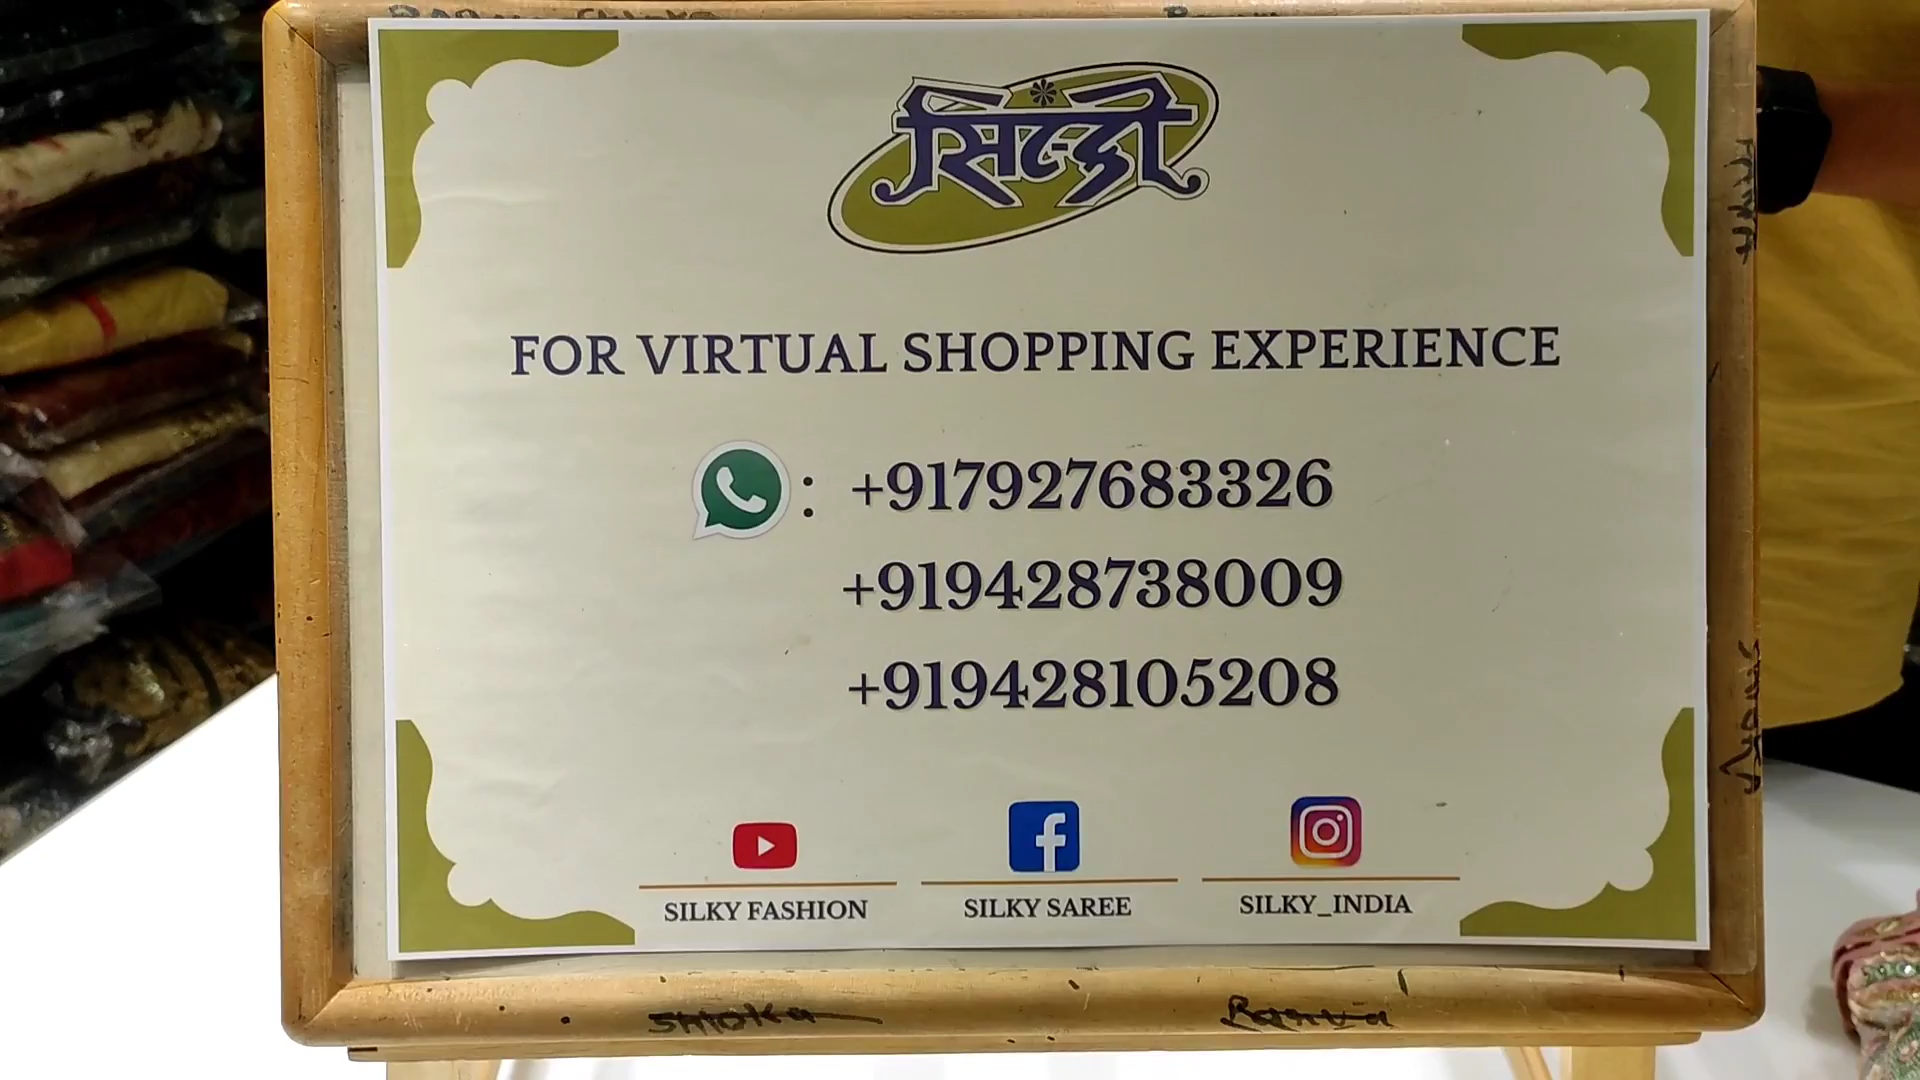 सिल्की
FOR VIRTUAL SHOPPING EXPERIENCE
: +917927683326
+919428738009
+919428105208
SILKY FASHION
SILKY SAREE
SILKY_INDIA